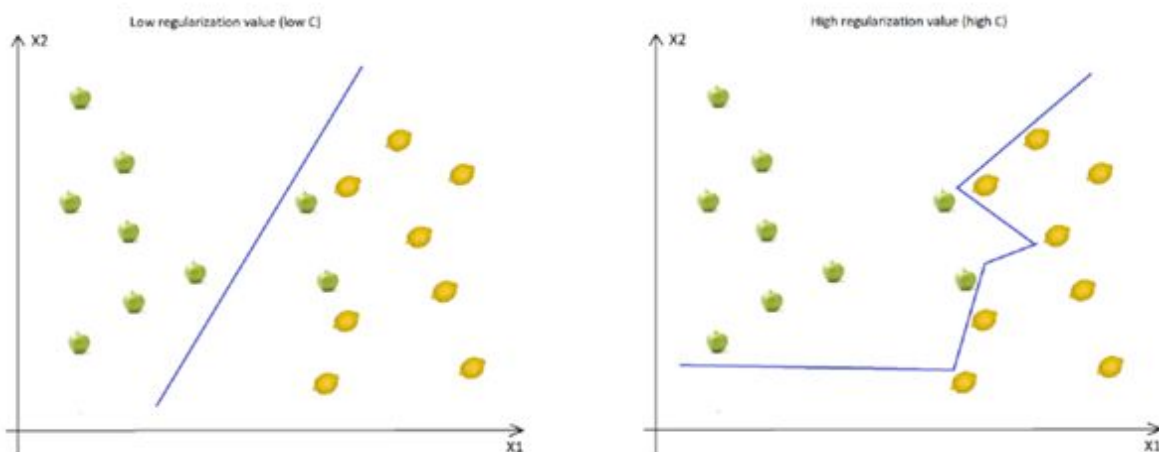 Low regularization value (low C)
X2
X1
High regularization value (high C)
X2
X1